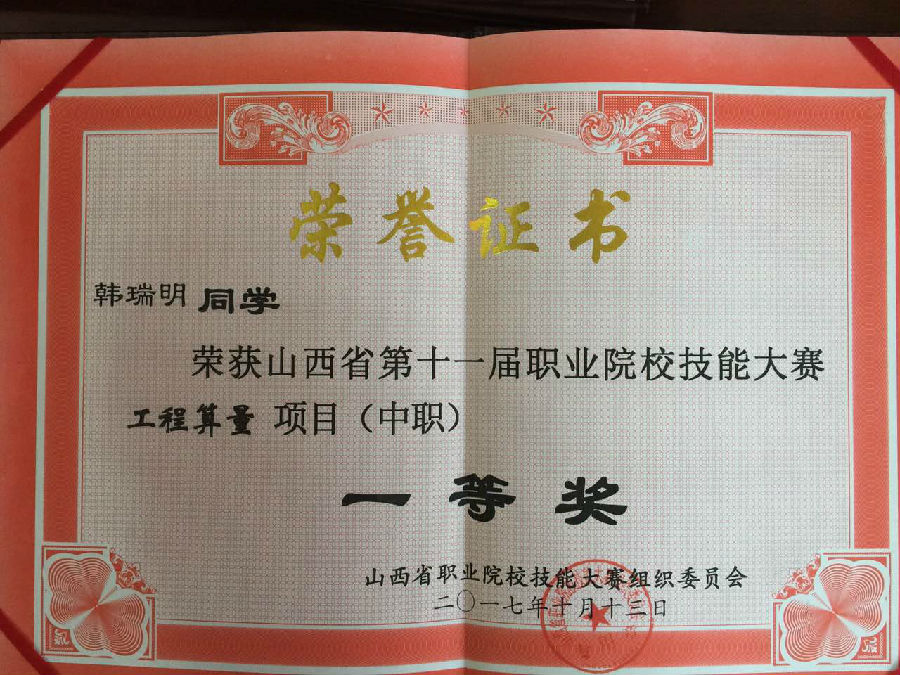 荣誉证书
韩瑞明 同学
荣获山西省第十一届职业院校技能大赛
工程算量 项目（中职）
一等奖
山西省职业院校技能大赛组织委员会
二〇一七年十月十三日